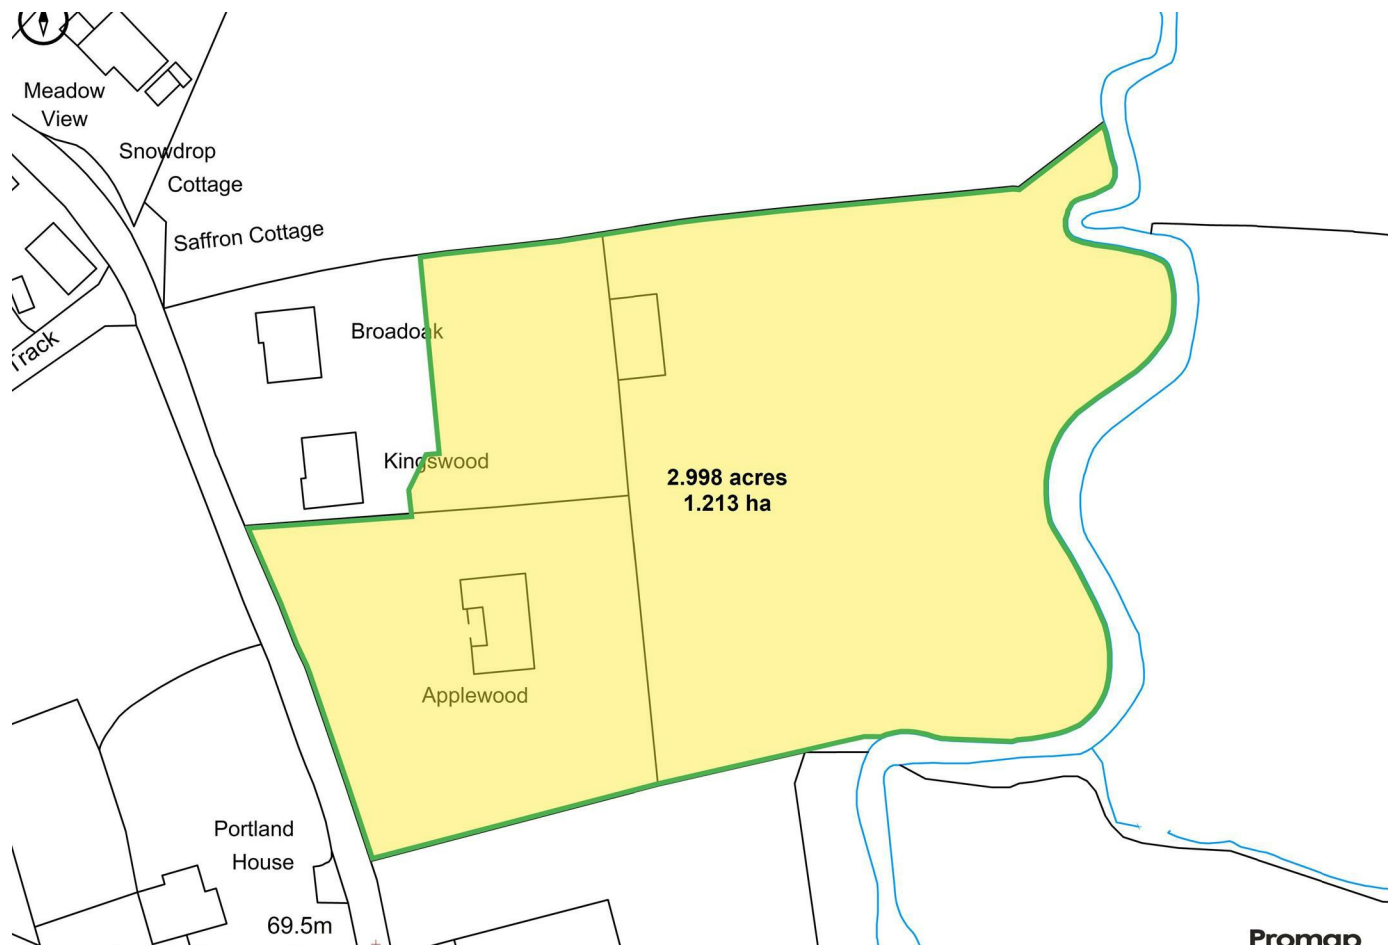 Meadow
View
Snowdrop
Cottage
Saffron Cottage
Track
Broadoak
Kingswood
2.998 acres
1.213 ha
Applewood
Portland
House
69.5m
Promap